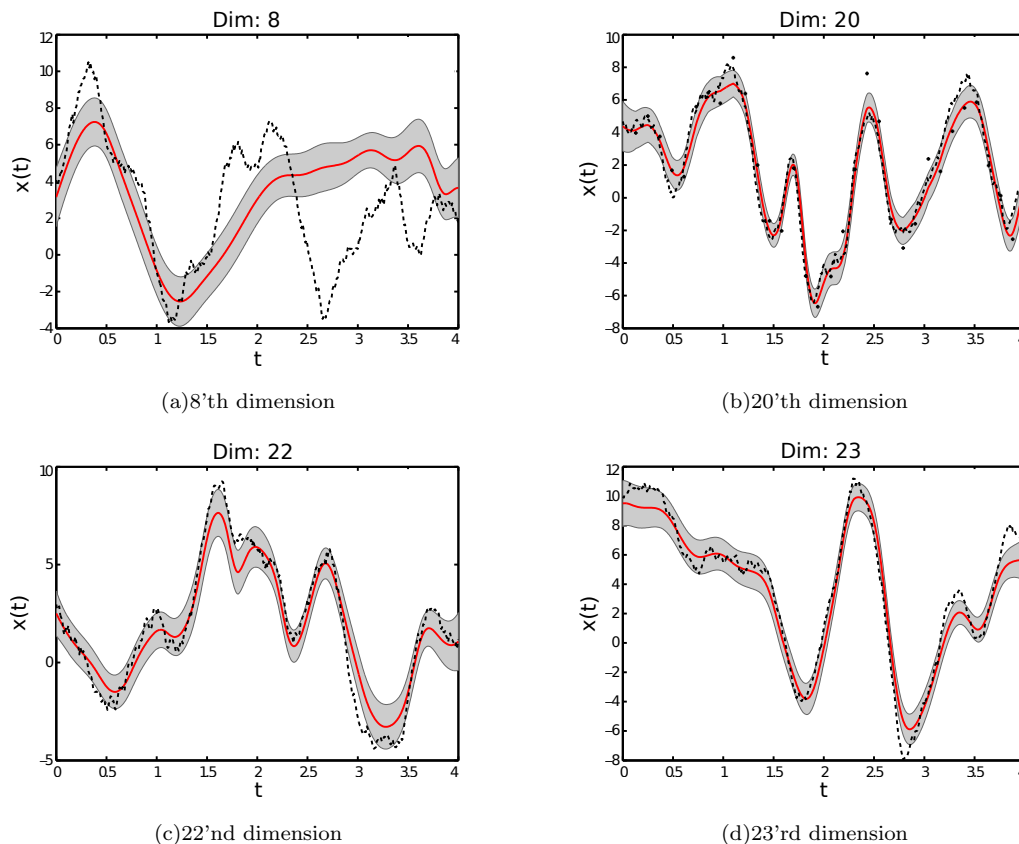 Dim: 8
12
10
8
6
4
2
0
−2
−4
0 0.5 1 1.5 2 2.5 3 3.5 4
x(t)
t
(a)8'th dimension
Dim: 20
10
8
6
4
2
0
−2
−4
−6
−8
0 0.5 1 1.5 2 2.5 3 3.5 4
x(t)
t
(b)20'th dimension
Dim: 22
10
5
0
−5
0 0.5 1 1.5 2 2.5 3 3.5 4
x(t)
t
(c)22'nd dimension
Dim: 23
12
10
8
6
4
2
0
−2
−4
−6
−8
0 0.5 1 1.5 2 2.5 3 3.5 4
x(t)
t
(d)23'rd dimension